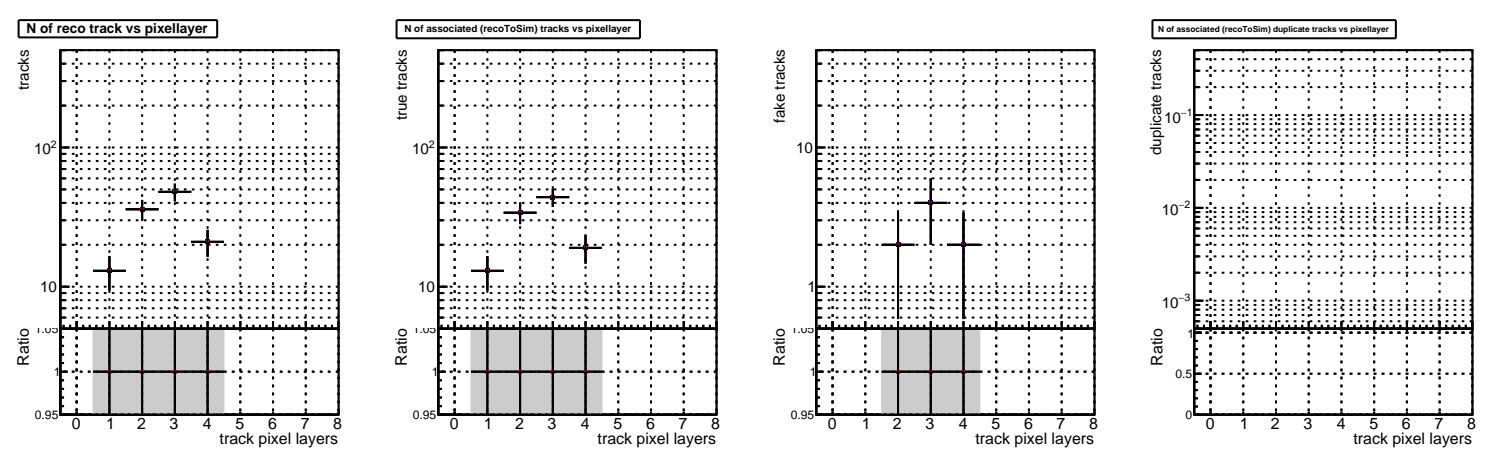 N of reco track vs pixellayer
tracks
10²
10
Ratio
1.05
1
0.95
0 1 2 3 4 5 6 7 8
track pixel layers
N of associated (recoToSim) tracks vs pixellayer
true tracks
10²
10
Ratio
1.05
1
0.95
0 1 2 3 4 5 6 7 8
track pixel layers
fake tracks
10
1
Ratio
1.05
1
0.95
0 1 2 3 4 5 6 7 8
track pixel layers
N of associated (recoToSim) duplicate tracks vs pixellayer
duplicate tracks
10⁻¹
10⁻²
10⁻³
Ratio
1
0.5
0
0 1 2 3 4 5 6 7 8
track pixel layers